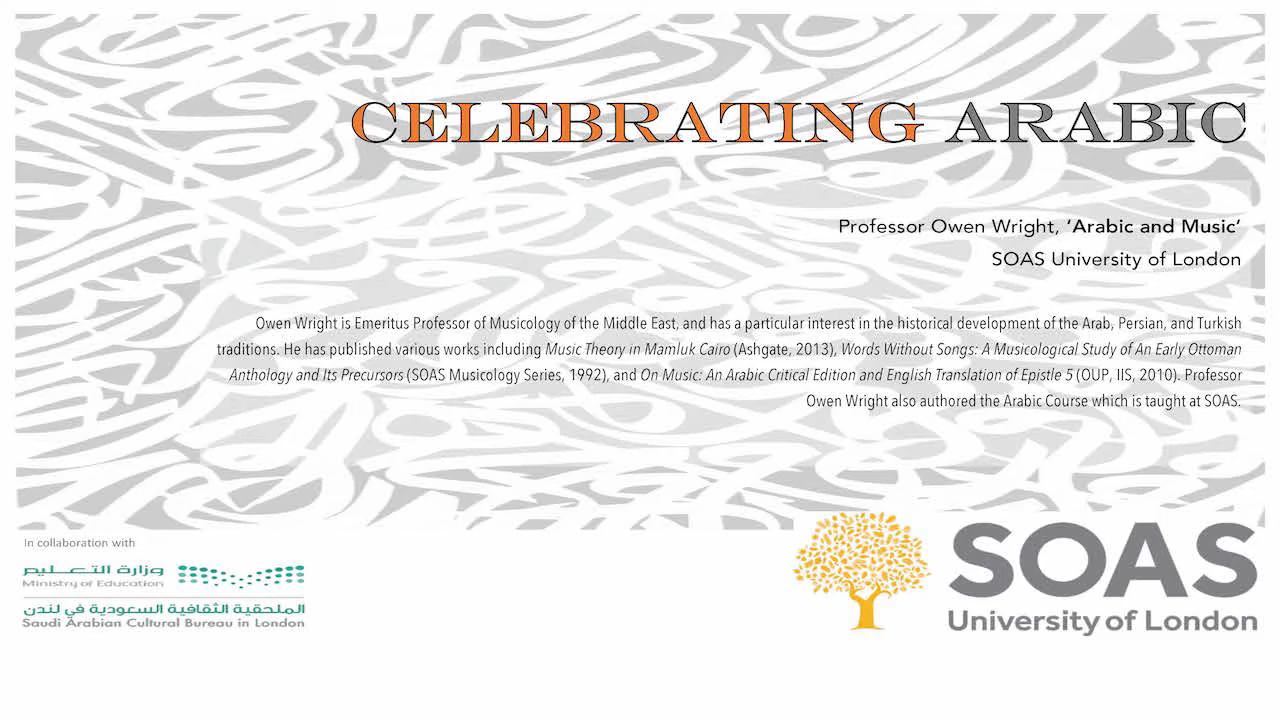 CELEBRATING ARABIC
Professor Owen Wright, ‘Arabic and Music‘
SOAS University of London
Owen Wright is Emeritus Professor of Musicology of the Middle East, and has a particular interest in the historical development of the Arab, Persian, and Turkish
traditions. He has published various works including Music Theory in Mamluk Cairo (Ashgate, 2013), Words Without Songs: A Musicological Study of An Early Ottoman
Anthology and Its Precursors (SOAS Musicology Series, 1992), and On Music: An Arabic Critical Edition and English Translation of Epistle 5 (OUP, IIS, 2010). Professor
Owen Wright also authored the Arabic Course which is taught at SOAS.
In collaboration with
وزارة التعليم
Ministry of Education
الملحقية الثقافية السعودية في لندن
Saudi Arabian Cultural Bureau in London
SOAS
University of London